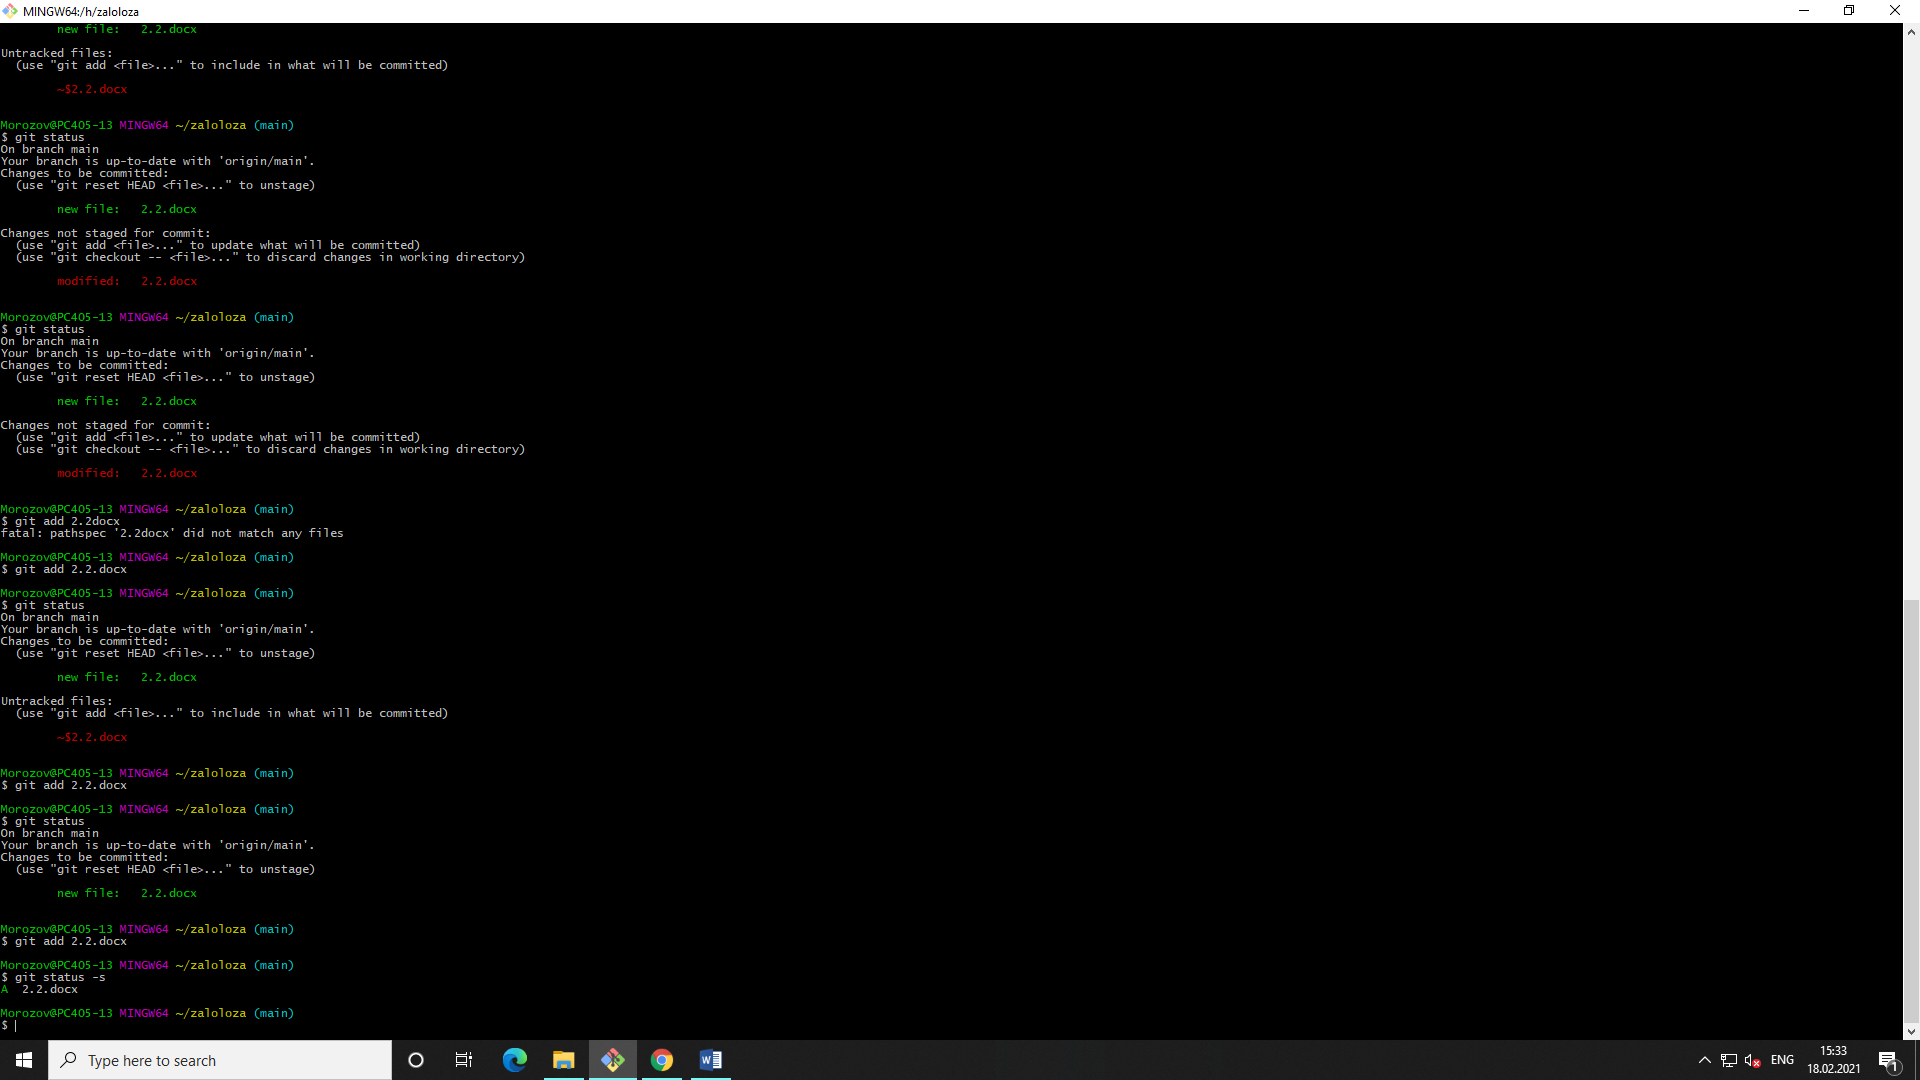 MINGW64:/h/zaloloza
new file:   2.2.docx
Untracked files:
(use "git add <file>..." to include in what will be committed)
~$2.2.docx
Morozov@PC405-13 MINGW64 ~/zaloloza (main)
$ git status
On branch main
Your branch is up-to-date with 'origin/main'.
Changes to be committed:
(use "git reset HEAD <file>..." to unstage)
new file:   2.2.docx
Changes not staged for commit:
(use "git add <file>..." to update what will be committed)
(use "git checkout -- <file>..." to discard changes in working directory)
modified:   2.2.docx
Morozov@PC405-13 MINGW64 ~/zaloloza (main)
$ git status
On branch main
Your branch is up-to-date with 'origin/main'.
Changes to be committed:
(use "git reset HEAD <file>..." to unstage)
new file:   2.2.docx
Changes not staged for commit:
(use "git add <file>..." to update what will be committed)
(use "git checkout -- <file>..." to discard changes in working directory)
modified:   2.2.docx
Morozov@PC405-13 MINGW64 ~/zaloloza (main)
$ git add 2.2docx
fatal: pathspec '2.2docx' did not match any files
Morozov@PC405-13 MINGW64 ~/zaloloza (main)
$ git add 2.2.docx
Morozov@PC405-13 MINGW64 ~/zaloloza (main)
$ git status
On branch main
Your branch is up-to-date with 'origin/main'.
Changes to be committed:
(use "git reset HEAD <file>..." to unstage)
new file:   2.2.docx
Untracked files:
(use "git add <file>..." to include in what will be committed)
~$2.2.docx
Morozov@PC405-13 MINGW64 ~/zaloloza (main)
$ git add 2.2.docx
Morozov@PC405-13 MINGW64 ~/zaloloza (main)
$ git status
On branch main
Your branch is up-to-date with 'origin/main'.
Changes to be committed:
(use "git reset HEAD <file>..." to unstage)
new file:   2.2.docx
Morozov@PC405-13 MINGW64 ~/zaloloza (main)
$ git add 2.2.docx
Morozov@PC405-13 MINGW64 ~/zaloloza (main)
$ git status -s
A  2.2.docx
Morozov@PC405-13 MINGW64 ~/zaloloza (main)
$
Type here to search
ENG
15:33
18.02.2021
1